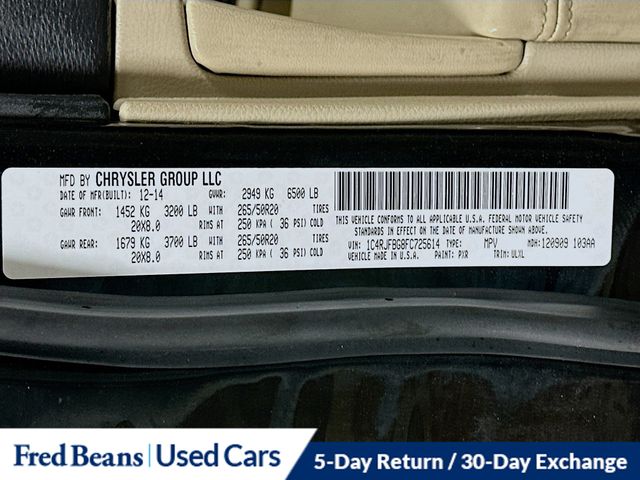 MFD BY CHRYSLER GROUP LLC
DATE OF MFR(BUILT): 12-14 GVWR: 2949 KG 6500 LB
GAWR FRONT: 1452 KG 3200 LB WITH 265/50R20 TIRES
20X8.0 RIMS AT 250 KPA ( 36 PSI) COLD
GAWR REAR: 1679 KG 3700 LB WITH 265/50R20 TIRES
20X8.0 RIMS AT 250 KPA ( 36 PSI) COLD
THIS VEHICLE CONFORMS TO ALL APPLICABLE U.S.A. FEDERAL MOTOR VEHICLE SAFETY
STANDARDS IN EFFECT ON THE DATE OF MANUFACTURE SHOWN ABOVE.
VIN: 1C4RJFBG8FC725614 TYPE: MPV MDH: 120909 103AA
VEHICLE MADE IN U.S.A. PAINT: PXR TRIM: ULXL
Fred Beans | Used Cars
5-Day Return / 30-Day Exchange